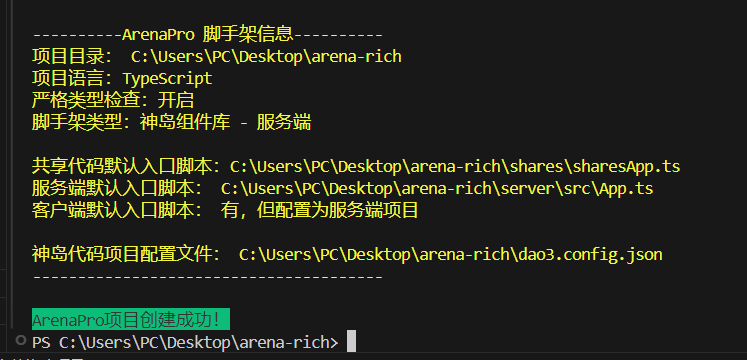 ----------ArenaPro 脚手架信息----------
项目目录： C:\Users\PC\Desktop\arena-rich
项目语言：TypeScript
严格类型检查：开启
脚手架类型：神岛组件库 - 服务端
共享代码默认入口脚本：C:\Users\PC\Desktop\arena-rich\shares\sharesApp.ts
服务端默认入口脚本： C:\Users\PC\Desktop\arena-rich\server\src\App.ts
客户端默认入口脚本： 有，但配置为服务端项目
神岛代码项目配置文件： C:\Users\PC\Desktop\arena-rich\dao3.config.json
----------------------------------------
ArenaPro项目创建成功！
PS C:\Users\PC\Desktop\arena-rich>